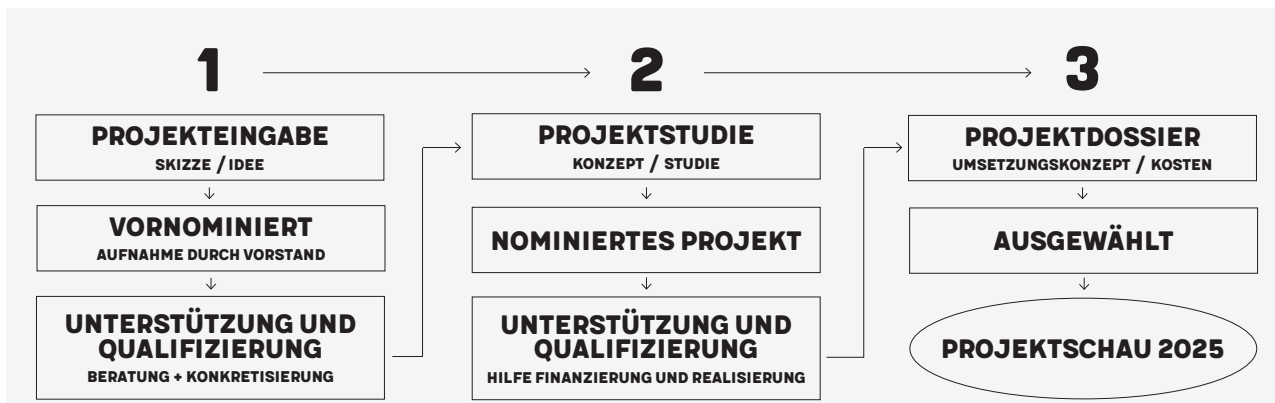 1
2
3
PROJEKTEINGABE
SKIZZE / IDEE
VORNOMINIERT
AUFNAHME DURCH VORSTAND
UNTERSTÜTZUNG UND
QUALIFIZIERUNG
BERATUNG + KONKRETISIERUNG
PROJEKTSTUDIE
KONZEPT / STUDIE
NOMINIERTES PROJEKT
UNTERSTÜTZUNG UND
QUALIFIZIERUNG
HILFE FINANZIERUNG UND REALISIERUNG
PROJEKTDOSSIER
UMSETZUNGSKONZEPT / KOSTEN
AUSGEWÄHLT
PROJEKTSCHAU 2025